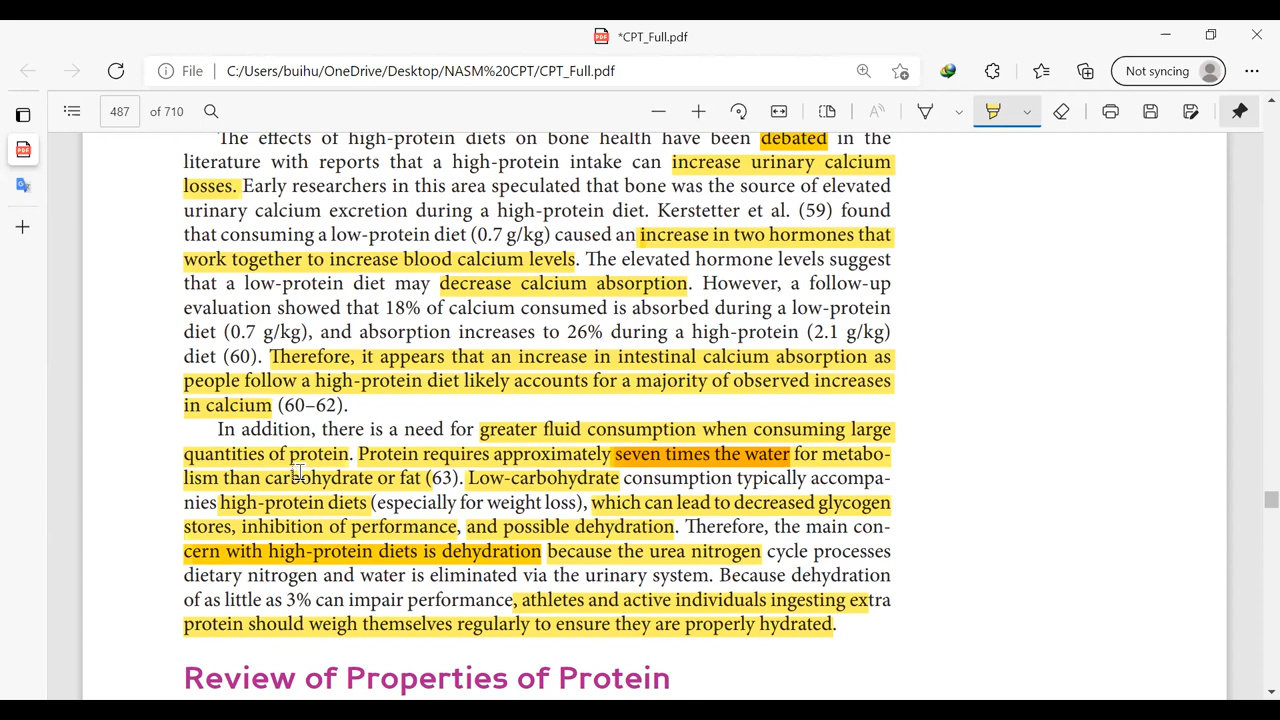 *CPT_Full.pdf
File C:/Users/buihu/OneDrive/Desktop/NASM%20CPT/CPT_Full.pdf
Not syncing
487 of 710
The effects of high-protein diets on bone health have been debated in the
literature with reports that a high-protein intake can increase urinary calcium
losses. Early researchers in this area speculated that bone was the source of elevated
urinary calcium excretion during a high-protein diet. Kerstetter et al. (59) found
that consuming a low-protein diet (0.7 g/kg) caused an increase in two hormones that
work together to increase blood calcium levels. The elevated hormone levels suggest
that a low-protein diet may decrease calcium absorption. However, a follow-up
evaluation showed that 18% of calcium consumed is absorbed during a low-protein
diet (0.7 g/kg), and absorption increases to 26% during a high-protein (2.1 g/kg)
diet (60). Therefore, it appears that an increase in intestinal calcium absorption as
people follow a high-protein diet likely accounts for a majority of observed increases
in calcium (60–62).
In addition, there is a need for greater fluid consumption when consuming large
quantities of protein. Protein requires approximately seven times the water for metabo-
lism than carbohydrate or fat (63). Low-carbohydrate consumption typically accompa-
nies high-protein diets (especially for weight loss), which can lead to decreased glycogen
stores, inhibition of performance, and possible dehydration. Therefore, the main con-
cern with high-protein diets is dehydration because the urea nitrogen cycle processes
dietary nitrogen and water is eliminated via the urinary system. Because dehydration
of as little as 3% can impair performance, athletes and active individuals ingesting extra
protein should weigh themselves regularly to ensure they are properly hydrated.
Review of Properties of Protein